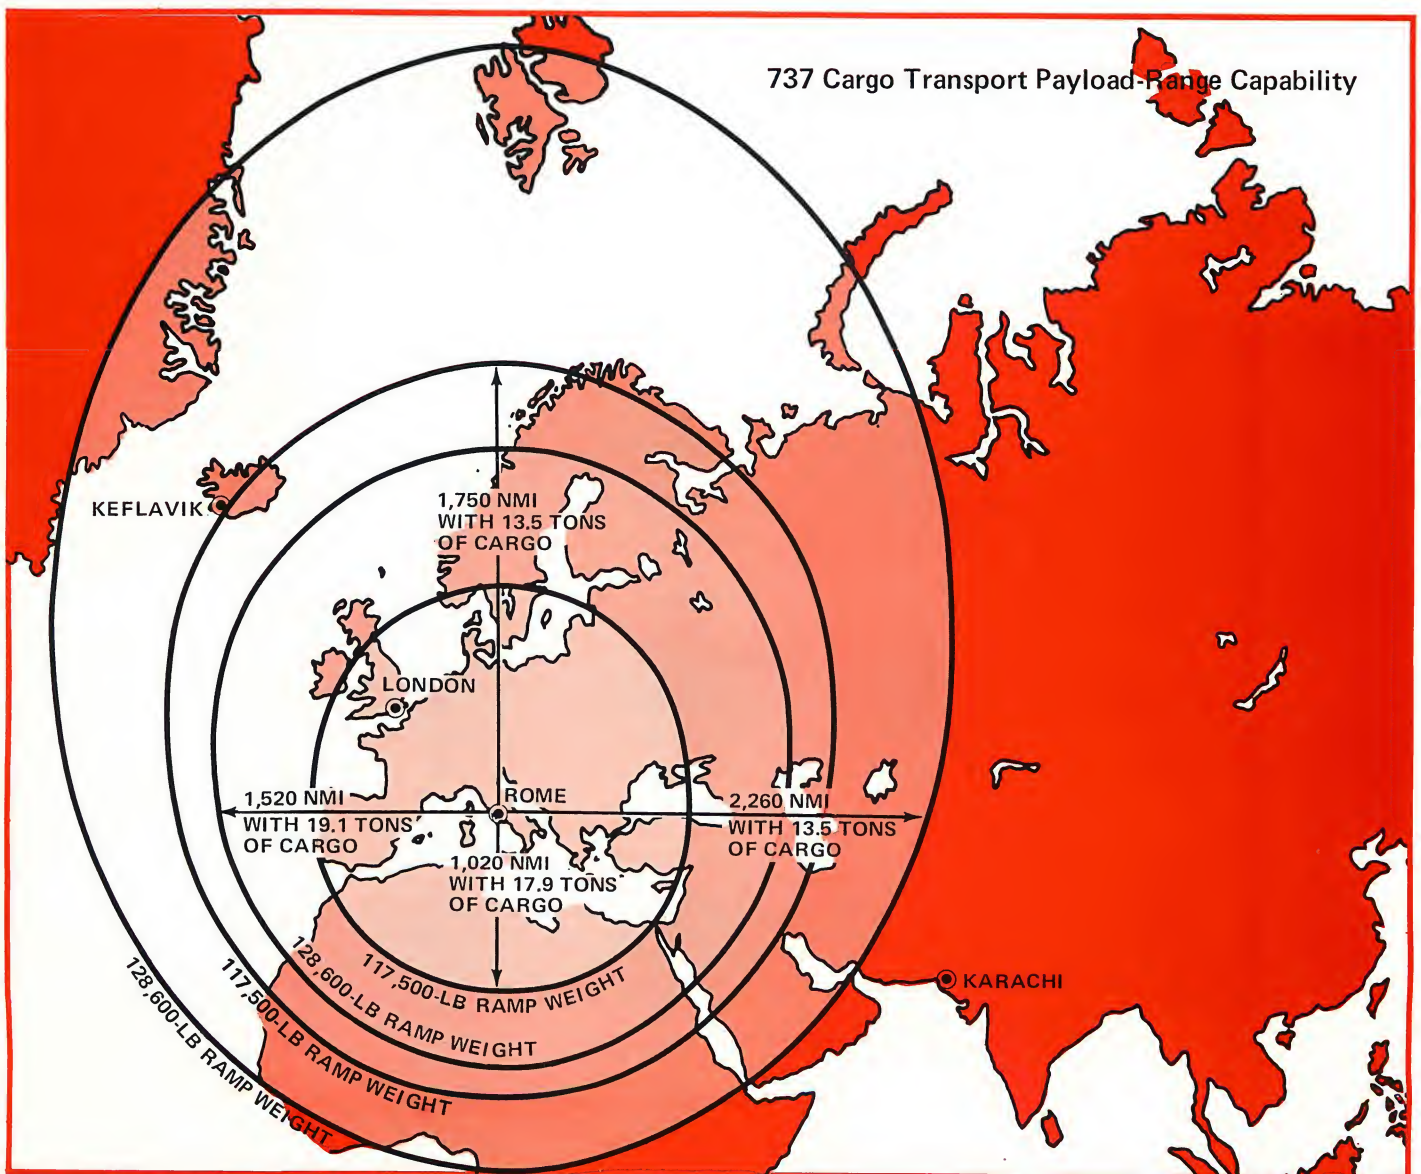 737 Cargo Transport Payload-Range Capability
KEFLAVIK
1,750 NMI
WITH 13.5 TONS
OF CARGO
LONDON
ROME
1,520 NMI
WITH 19.1 TONS
OF CARGO
2,260 NMI
WITH 13.5 TONS
OF CARGO
1,020 NMI
WITH 17.9 TONS
OF CARGO
KARACHI
117,500-LB RAMP WEIGHT
128,600-LB RAMP WEIGHT
117,500-LB RAMP WEIGHT
128,600-LB RAMP WEIGHT